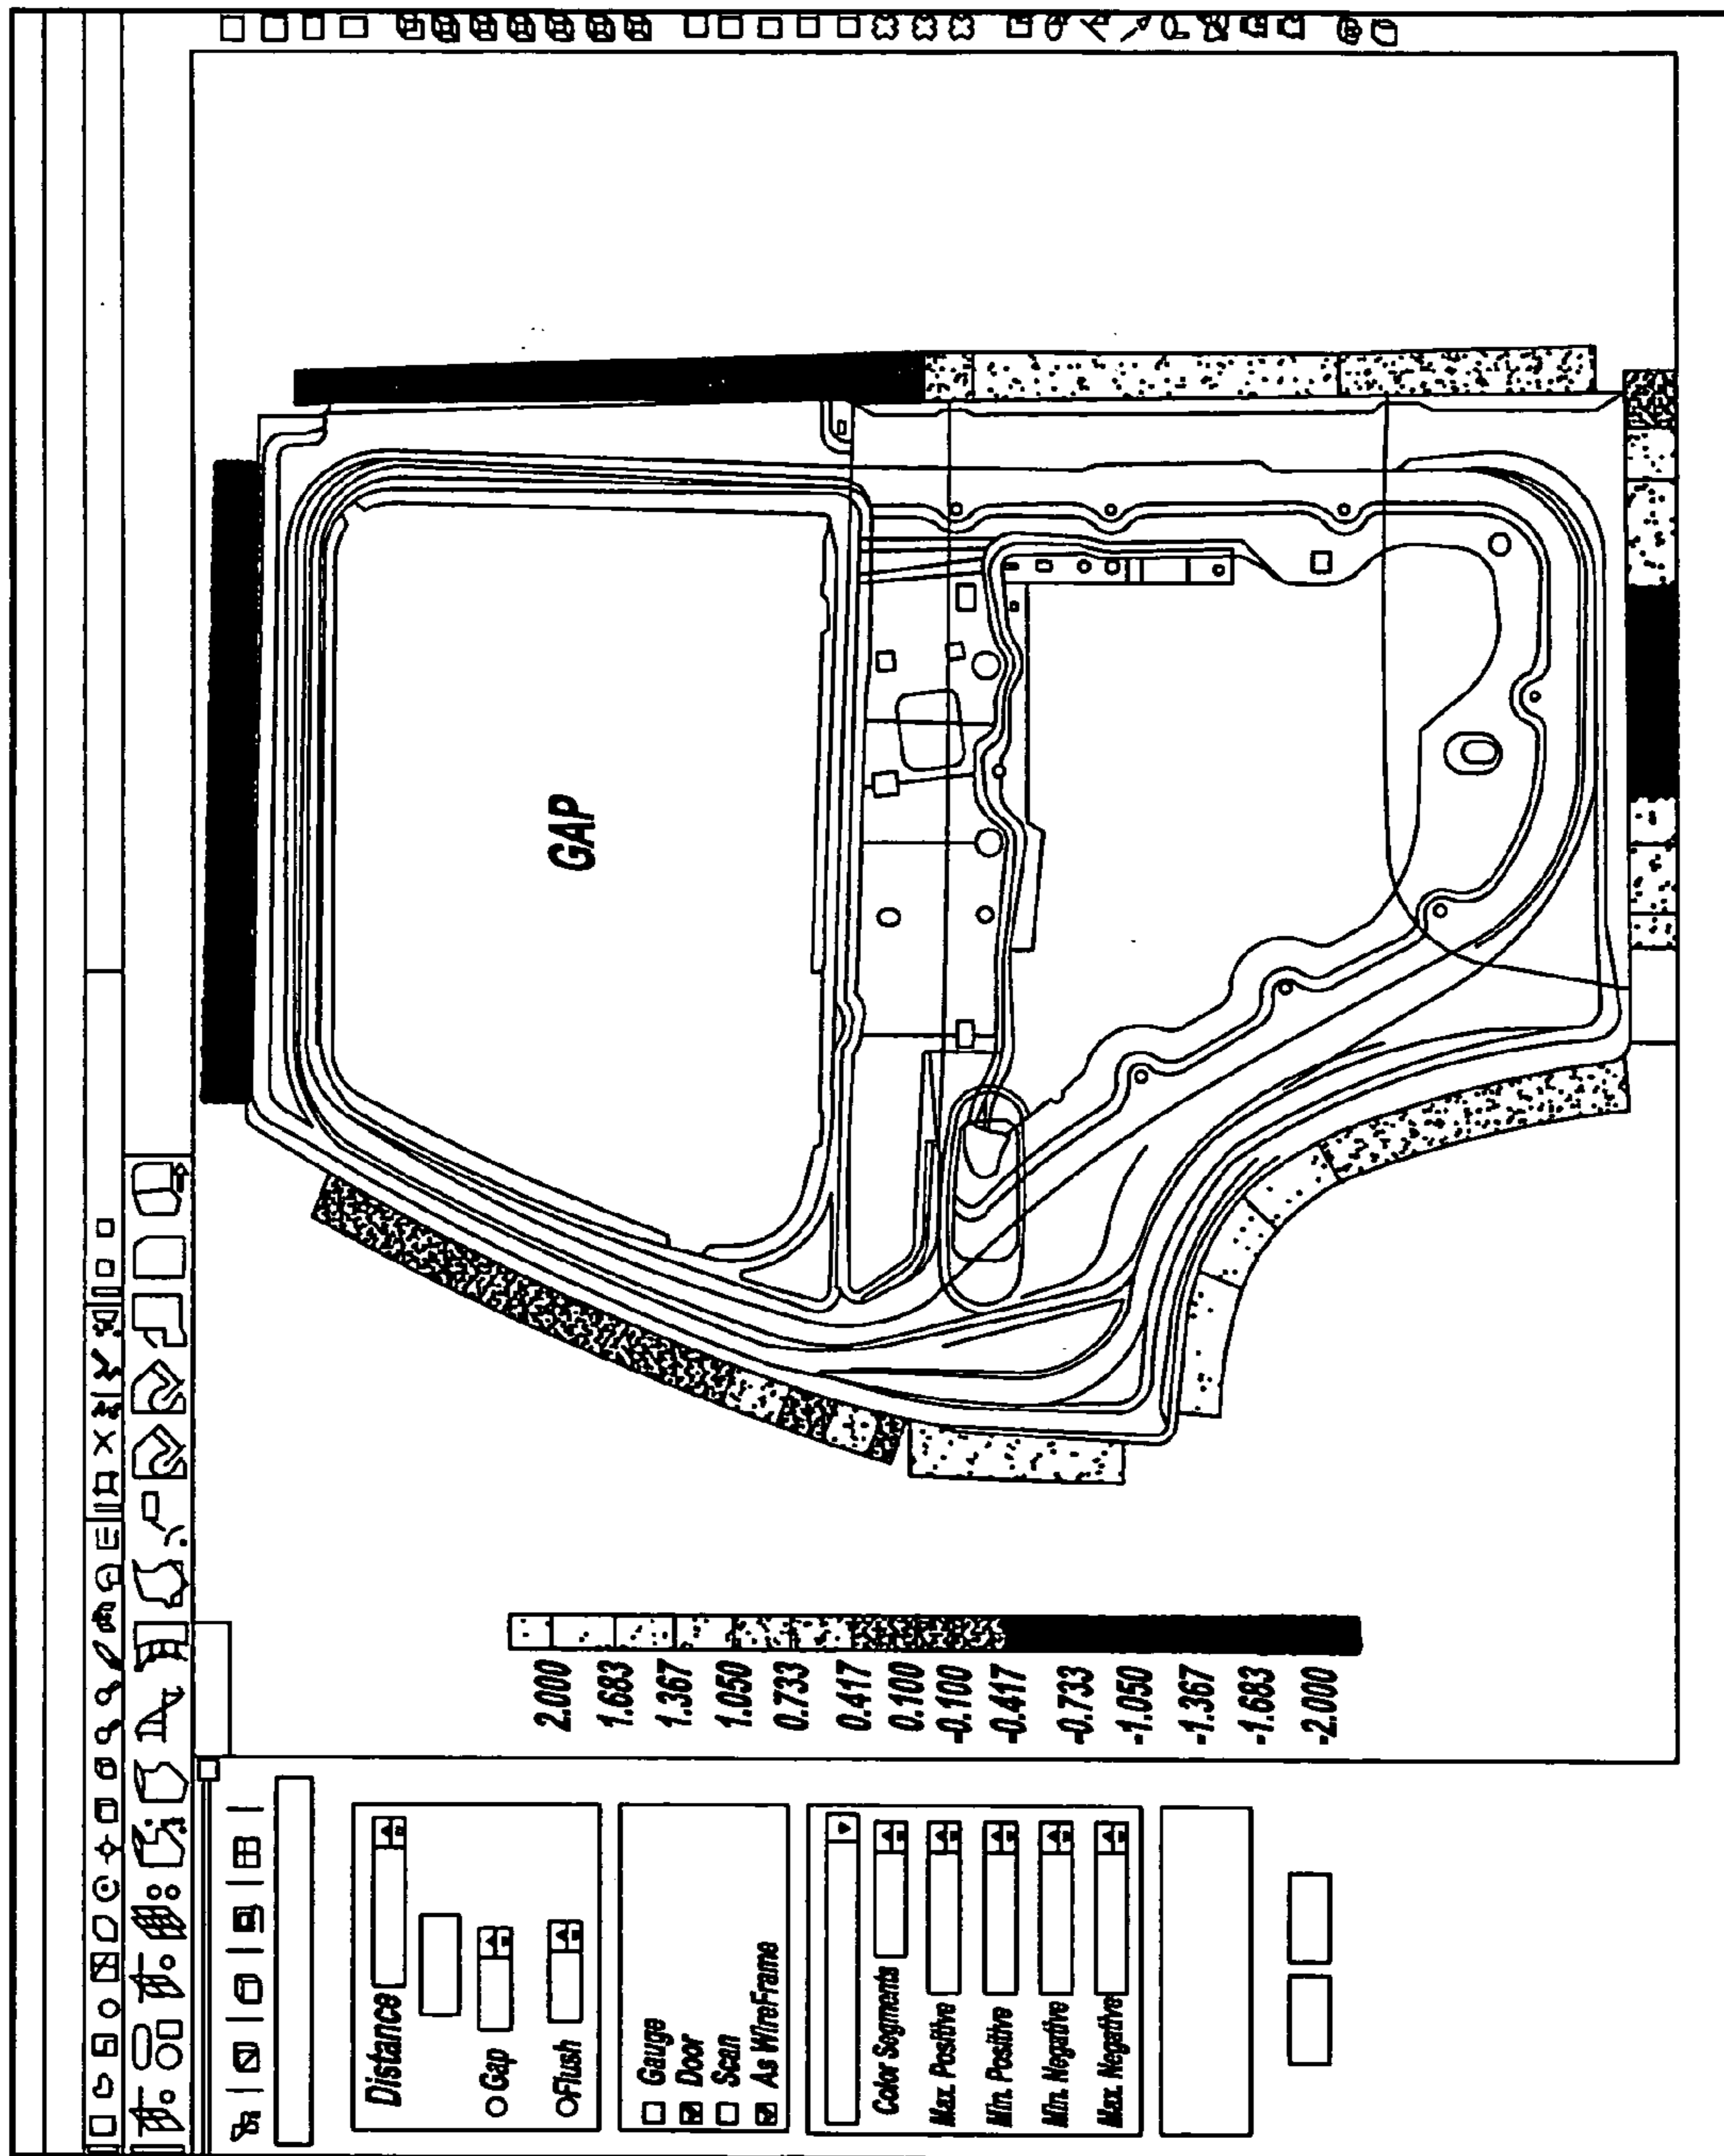 Distance
Gap
Flush
Gauge
Door
Scan
As WireFrame
Color Segments
Max. Positive
Min. Positive
Min. Negative
Max. Negative
2.000
1.683
1.367
1.050
0.733
0.417
0.100
-0.100
-0.417
-0.733
-1.050
-1.367
-1.683
-2.000
GAP